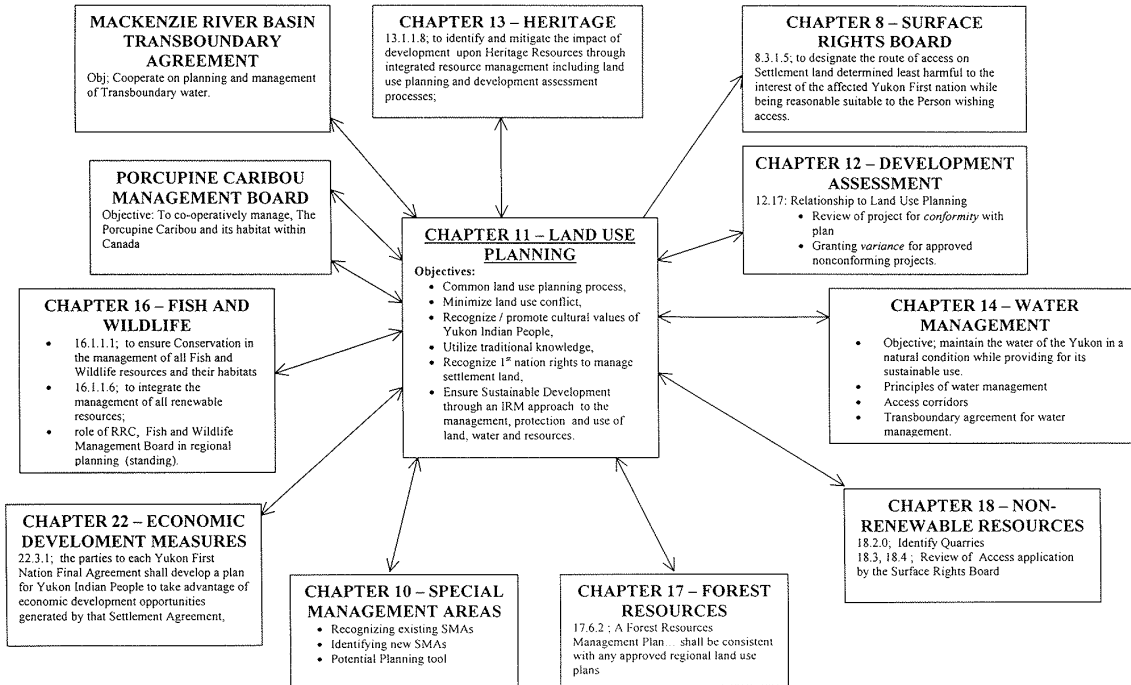 MACKENZIE RIVER BASIN
TRANSBOUNDARY
AGREEMENT
Obj; Cooperate on planning and management
of Transboundary water.
CHAPTER 13 – HERITAGE
13.1.1.8; to identify and mitigate the impact of
development upon Heritage Resources through
integrated resource management including land
use planning and development assessment
processes;
CHAPTER 8 – SURFACE
RIGHTS BOARD
8.3.1.5; to designate the route of access on
Settlement land determined least harmful to the
interest of the affected Yukon First nation while
being reasonable suitable to the Person wishing
access.
PORCUPINE CARIBOU
MANAGEMENT BOARD
Objective: To co-operatively manage, The
Porcupine Caribou and its habitat within
Canada
CHAPTER 12 – DEVELOPMENT
ASSESSMENT
12.17: Relationship to Land Use Planning
• Review of project for conformity with
plan
• Granting variance for approved
nonconforming projects.
CHAPTER 11 – LAND USE
PLANNING
Objectives:
• Common land use planning process,
• Minimize land use conflict,
• Recognize / promote cultural values of
Yukon Indian People,
• Utilize traditional knowledge,
• Recognize 1st nation rights to manage
settlement land,
• Ensure Sustainable Development
through an IRM approach to the
management, protection and use of
land, water and resources.
CHAPTER 16 – FISH AND
WILDLIFE
• 16.1.1.1; to ensure Conservation in
the management of all Fish and
Wildlife resources and their habitats
• 16.1.1.6; to integrate the
management of all renewable
resources;
• role of RRC, Fish and Wildlife
Management Board in regional
planning (standing).
CHAPTER 14 – WATER
MANAGEMENT
• Objective; maintain the water of the Yukon in a
natural condition while providing for its
sustainable use.
• Principles of water management
• Access corridors
• Transboundary agreement for water
management.
CHAPTER 22 – ECONOMIC
DEVELOMENT MEASURES
22.3.1; the parties to each Yukon First
Nation Final Agreement shall develop a plan
for Yukon Indian People to take advantage of
economic development opportunities
generated by that Settlement Agreement,
CHAPTER 10 – SPECIAL
MANAGEMENT AREAS
• Recognizing existing SMAs
• Identifying new SMAs
• Potential Planning tool
CHAPTER 17 – FOREST
RESOURCES
17.6.2 ; A Forest Resources
Management Plan... shall be consistent
with any approved regional land use
plans
CHAPTER 18 – NON-
RENEWABLE RESOURCES
18.2.0; Identify Quarries
18.3, 18.4 ; Review of Access application
by the Surface Rights Board